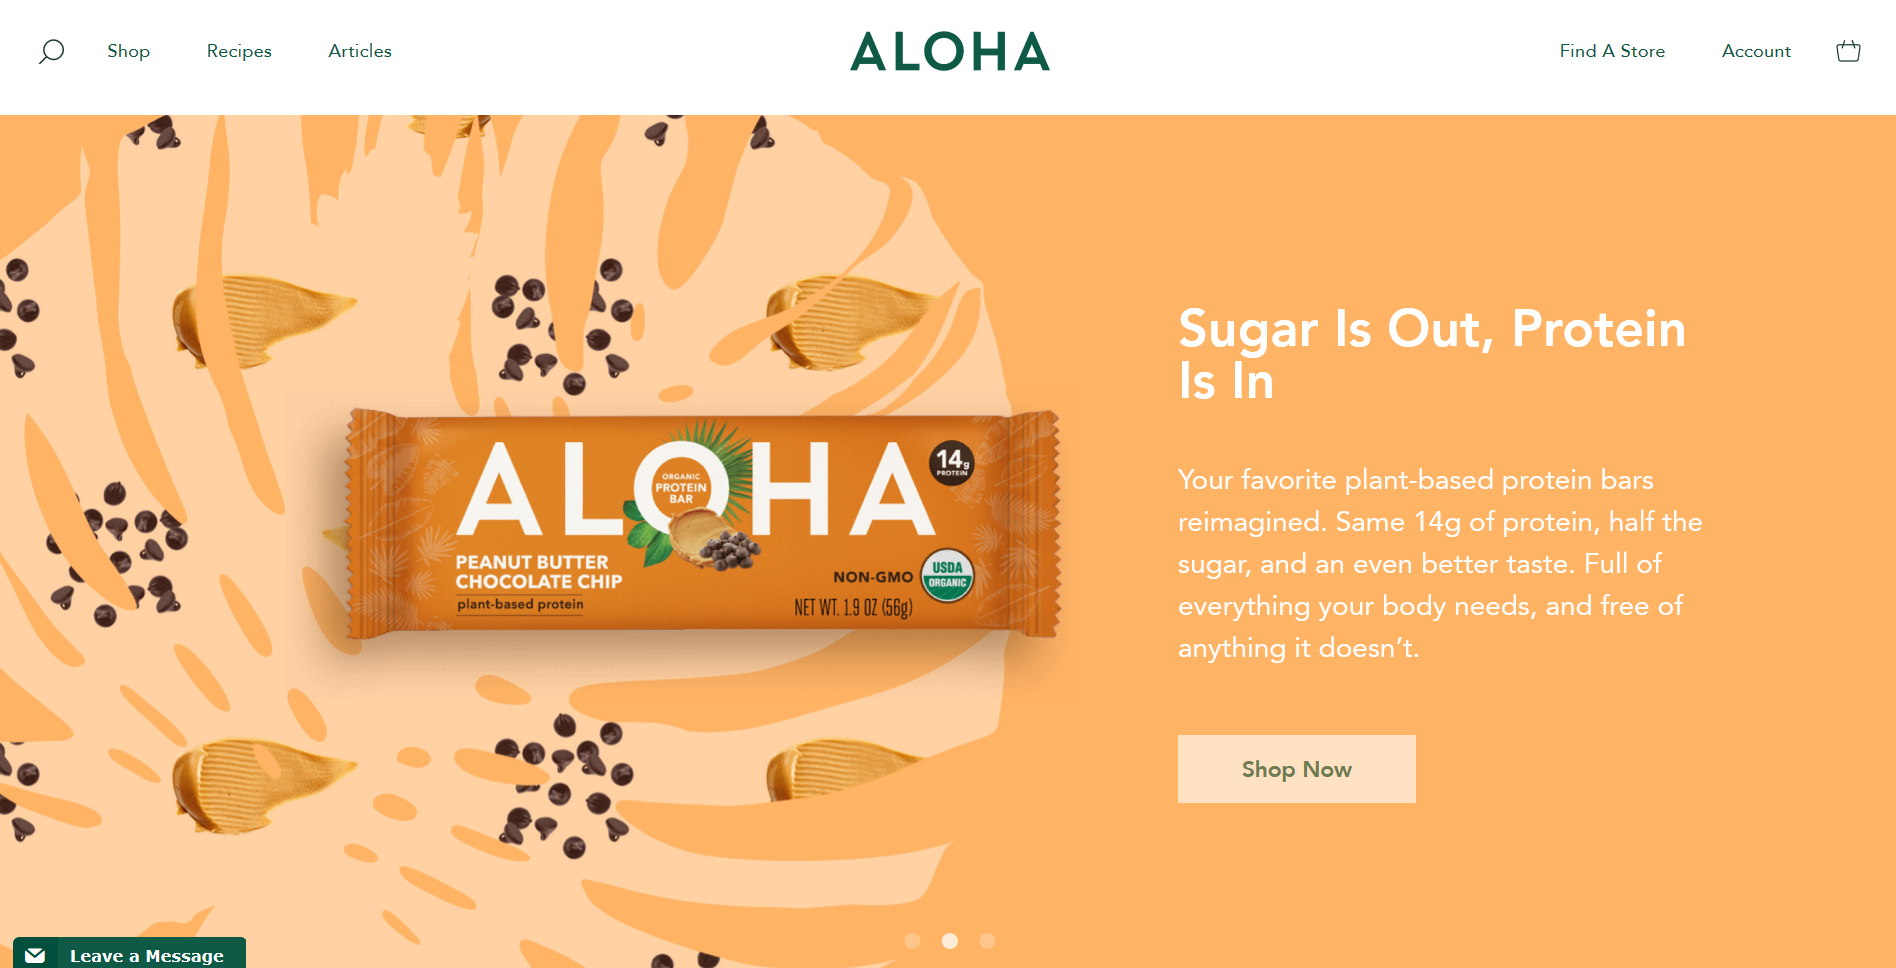 Shop
Recipes
Articles
ALOHA
Find A Store
Account
Sugar Is Out, Protein
Is In
Your favorite plant-based protein bars
reimagined. Same 14g of protein, half the
sugar, and an even better taste. Full of
everything your body needs, and free of
anything it doesn’t.
Shop Now
ALOHA
ORGANIC
PROTEIN
BAR
14g
PROTEIN
PEANUT BUTTER
CHOCOLATE CHIP
plant-based protein
NON-GMO
USDA
ORGANIC
NET WT. 1.9 OZ (56g)
Leave a Message